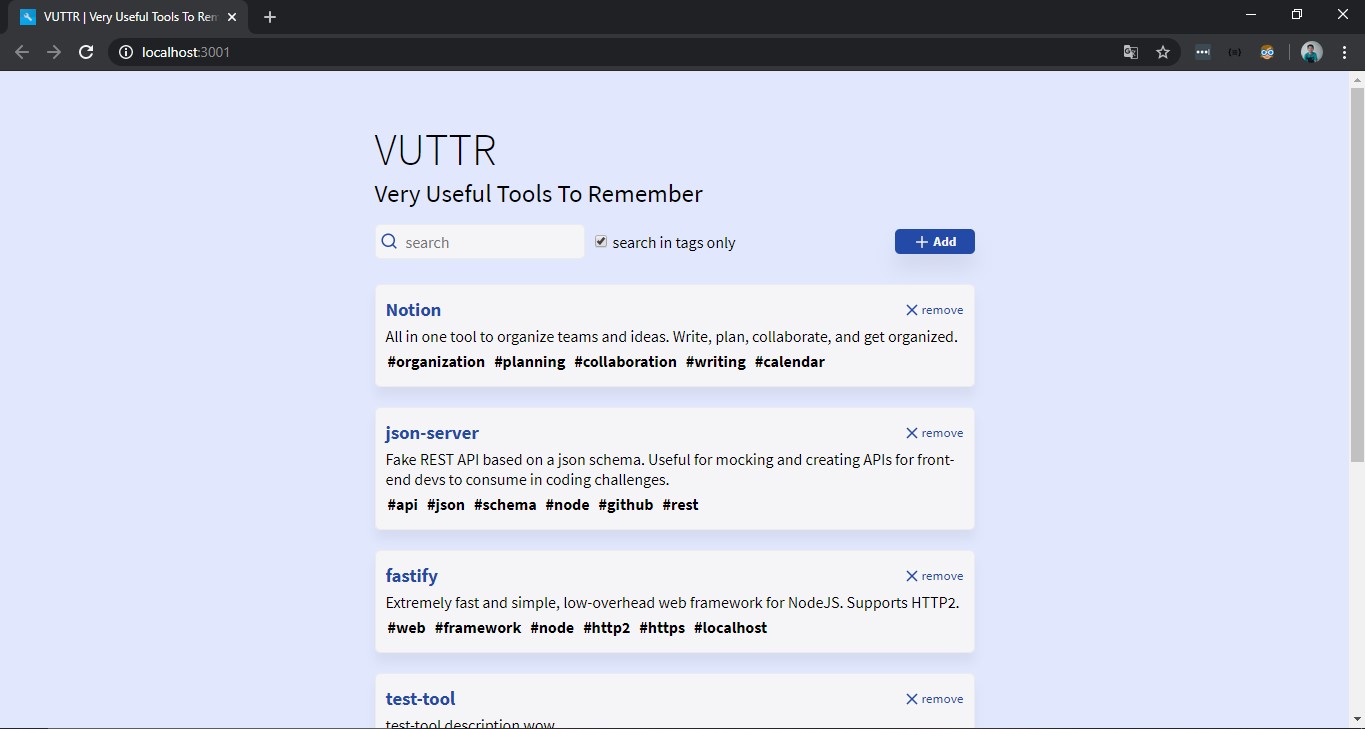 VUTTR | Very Useful Tools To Rem
localhost:3001
VUTTR
Very Useful Tools To Remember
search
search in tags only
Add
Notion
remove
All in one tool to organize teams and ideas. Write, plan, collaborate, and get organized.
#organization #planning #collaboration #writing #calendar
json-server
remove
Fake REST API based on a json schema. Useful for mocking and creating APIs for front-
end devs to consume in coding challenges.
#api #json #schema #node #github #rest
fastify
remove
Extremely fast and simple, low-overhead web framework for NodeJS. Supports HTTP2.
#web #framework #node #http2 #https #localhost
test-tool
remove
test-tool description wow